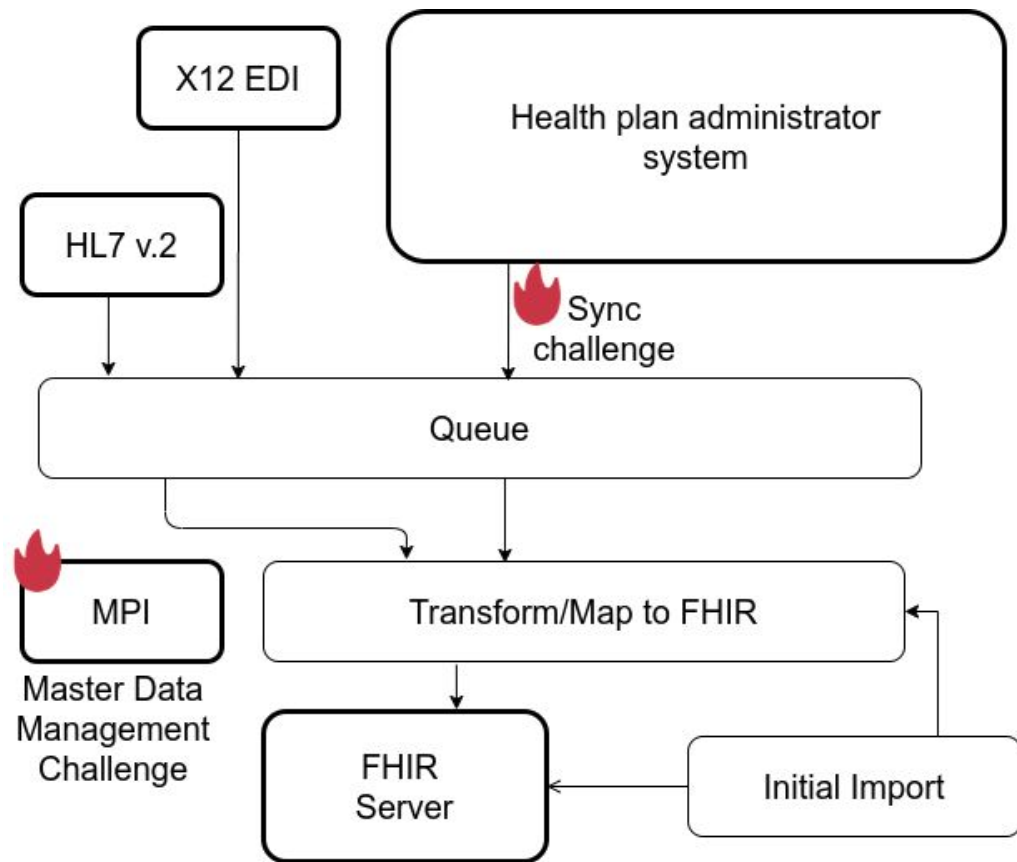 X12 EDI
Health plan administrator
system
HL7 v.2
Sync
challenge
Queue
MPI
Transform/Map to FHIR
Master Data
Management
Challenge
FHIR
Server
Initial Import